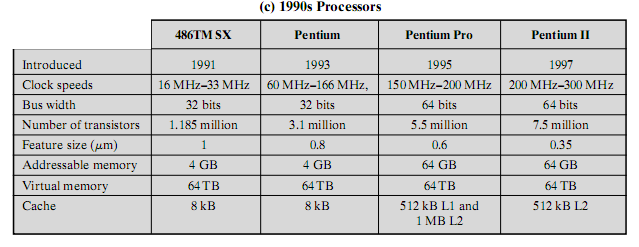 (c) 1990s Processors
486TM SX Pentium Pentium Pro Pentium II
Introduced 1991 1993 1995 1997
Clock speeds 16 MHz–33 MHz 60 MHz–166 MHz, 150 MHz–200 MHz 200 MHz–300 MHz
Bus width 32 bits 32 bits 64 bits 64 bits
Number of transistors 1.185 million 3.1 million 5.5 million 7.5 million
Feature size (μm) 1 0.8 0.6 0.35
Addressable memory 4 GB 4 GB 64 GB 64 GB
Virtual memory 64 TB 64 TB 64 TB 64 TB
Cache 8 kB 8 kB 512 kB L1 and 512 kB L2
1 MB L2